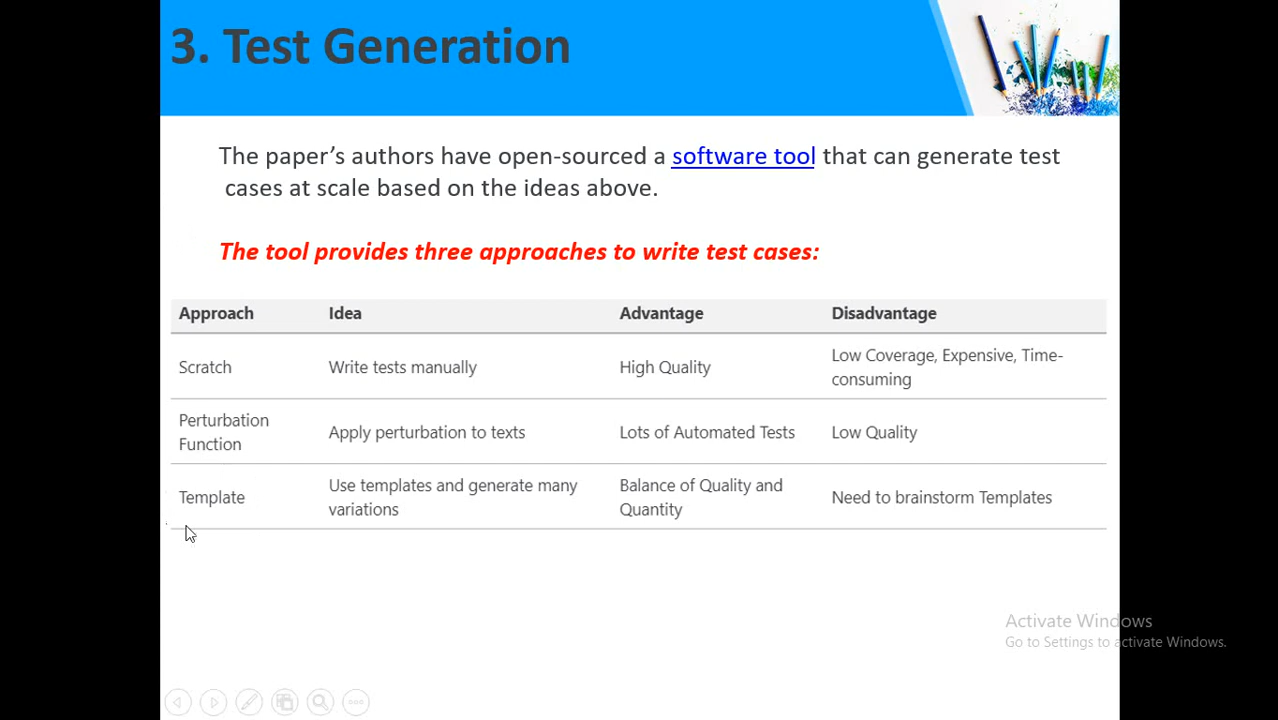 3. Test Generation
The paper's authors have open-sourced a software tool that can generate test
cases at scale based on the ideas above.
The tool provides three approaches to write test cases:
Approach Idea Advantage Disadvantage
Scratch Write tests manually High Quality Low Coverage, Expensive, Time-
consuming
Perturbation
Function Apply perturbation to texts Lots of Automated Tests Low Quality
Template Use templates and generate many
variations Balance of Quality and
Quantity Need to brainstorm Templates
Activate Windows
Go to Settings to activate Windows.